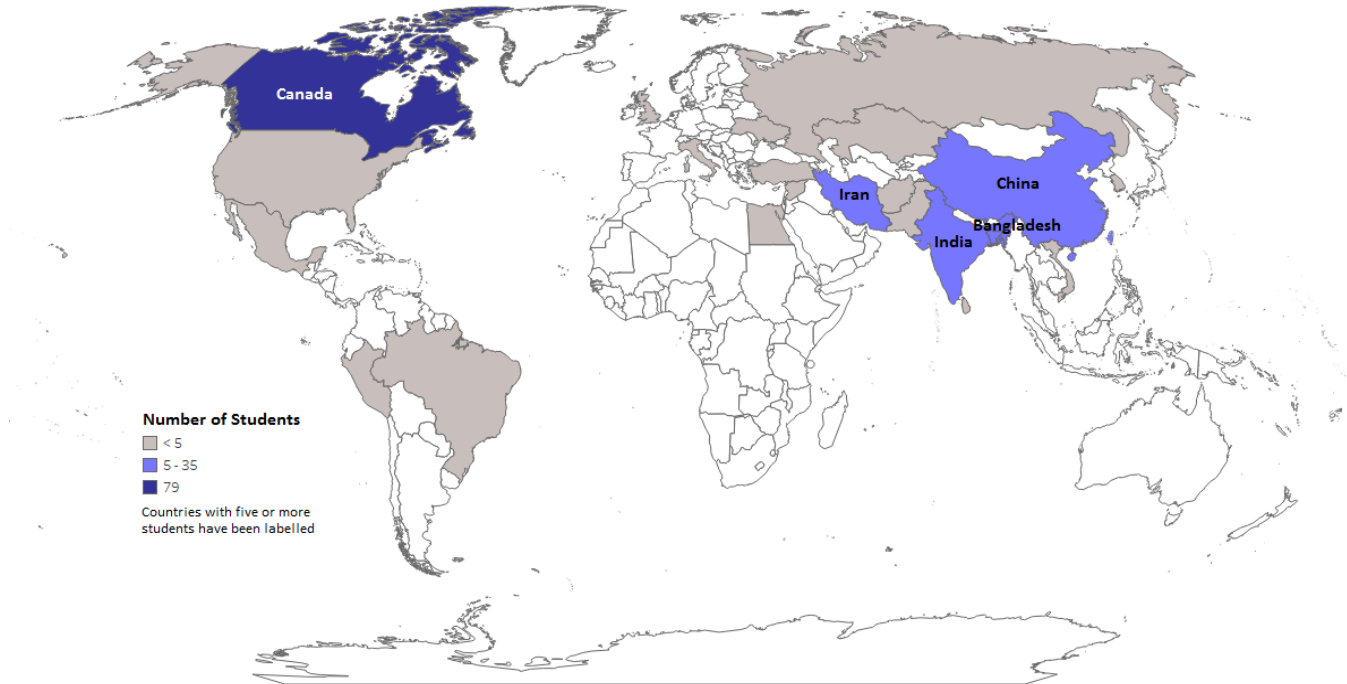 Canada
China
Iran
Bangladesh
India
Number of Students
< 5
5 - 35
79
Countries with five or more
students have been labelled